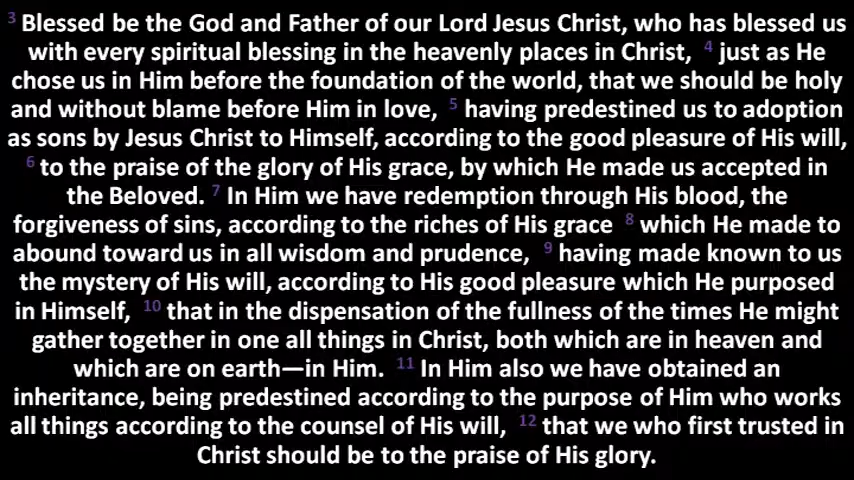 3 Blessed be the God and Father of our Lord Jesus Christ, who has blessed us
with every spiritual blessing in the heavenly places in Christ, 4 just as He
chose us in Him before the foundation of the world, that we should be holy
and without blame before Him in love, 5 having predestined us to adoption
as sons by Jesus Christ to Himself, according to the good pleasure of His will,
6 to the praise of the glory of His grace, by which He made us accepted in
the Beloved. 7 In Him we have redemption through His blood, the
forgiveness of sins, according to the riches of His grace 8 which He made to
abound toward us in all wisdom and prudence, 9 having made known to us
the mystery of His will, according to His good pleasure which He purposed
in Himself, 10 that in the dispensation of the fullness of the times He might
gather together in one all things in Christ, both which are in heaven and
which are on earth—in Him. 11 In Him also we have obtained an
inheritance, being predestined according to the purpose of Him who works
all things according to the counsel of His will, 12 that we who first trusted in
Christ should be to the praise of His glory.